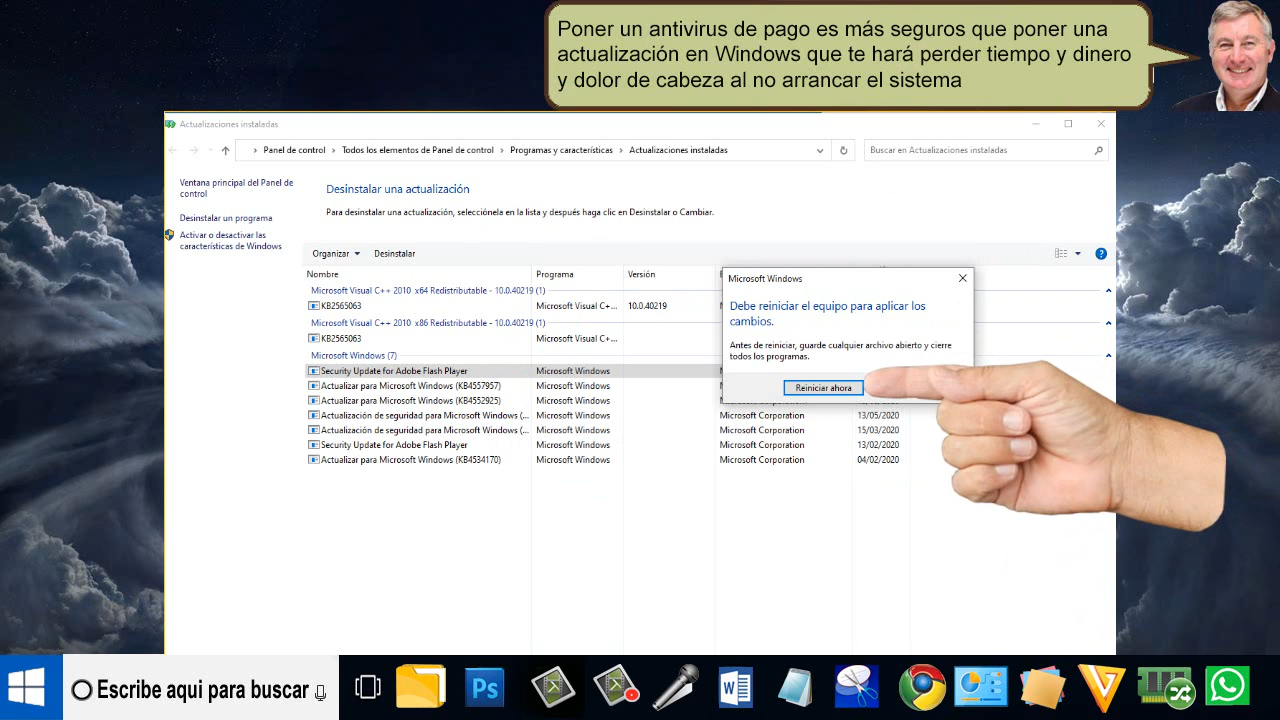 Poner un antivirus de pago es más seguros que poner una
actualización en Windows que te hará perder tiempo y dinero
y dolor de cabeza al no arrancar el sistema
Actualizaciones instaladas
Panel de control > Todos los elementos de Panel de control > Programas y características > Actualizaciones instaladas
Buscar en Actualizaciones instaladas
Ventana principal del Panel de
control
Desinstalar un programa
Activar o desactivar las
características de Windows
Desinstalar una actualización
Para desinstalar una actualización, selecciónela en la lista y después haga clic en Desinstalar o Cambiar.
Organizar Desinstalar
Nombre Programa Versión
Microsoft Visual C++ 2010 x64 Redistributable - 10.0.40219 (1)
KB2565063 Microsoft Visual C++... 10.0.40219
Microsoft Visual C++ 2010 x86 Redistributable - 10.0.40219 (1)
KB2565063 Microsoft Visual C++...
Microsoft Windows (7)
Security Update for Adobe Flash Player Microsoft Windows
Actualizar para Microsoft Windows (KB4557957) Microsoft Windows
Actualizar para Microsoft Windows (KB4552925) Microsoft Windows
Actualización de seguridad para Microsoft Windows (... Microsoft Windows Microsoft Corporation 13/05/2020
Actualización de seguridad para Microsoft Windows (... Microsoft Windows Microsoft Corporation 15/03/2020
Security Update for Adobe Flash Player Microsoft Windows Microsoft Corporation 13/02/2020
Actualizar para Microsoft Windows (KB4534170) Microsoft Windows Microsoft Corporation 04/02/2020
Microsoft Windows
Debe reiniciar el equipo para aplicar los
cambios.
Antes de reiniciar, guarde cualquier archivo abierto y cierre
todos los programas.
Reiniciar ahora
Escribe aqui para buscar
Ps
W